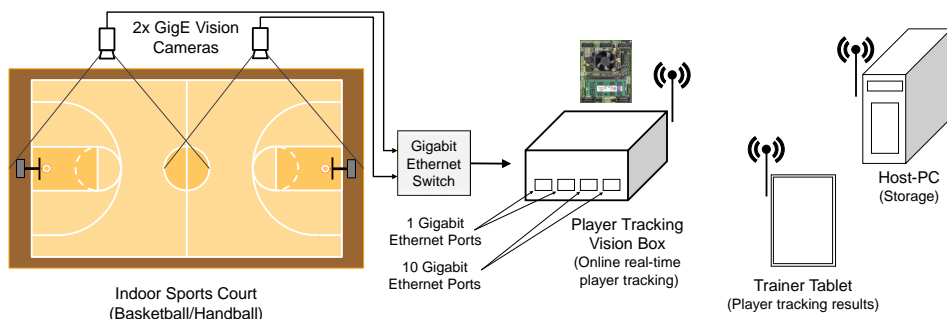 2x GigE Vision
Cameras
Gigabit
Ethernet
Switch
1 Gigabit
Ethernet Ports
10 Gigabit
Ethernet Ports
Player Tracking
Vision Box
(Online real-time
player tracking)
Host-PC
(Storage)
Trainer Tablet
(Player tracking results)
Indoor Sports Court
(Basketball/Handball)